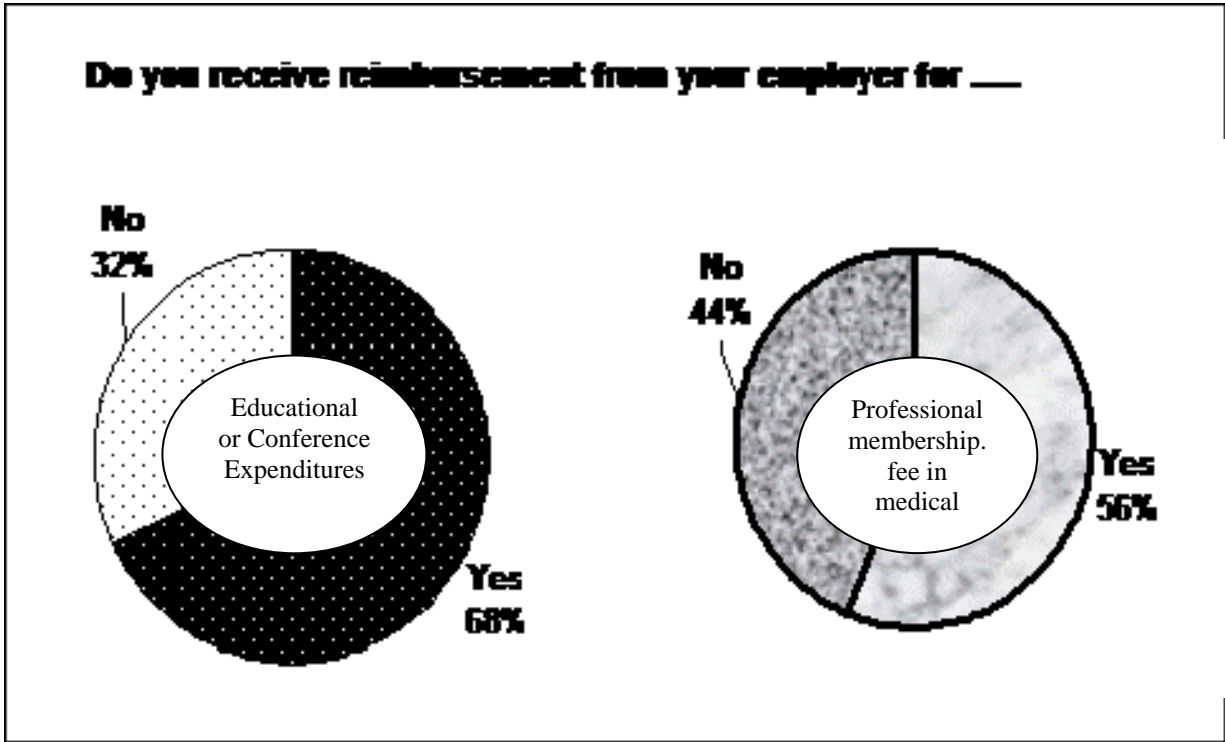 Do you receive reimbursement from your employer for ___
No
32%
Educational
or Conference
Expenditures
Yes
68%
No
44%
Professional
membership.
fee in
medical
Yes
56%